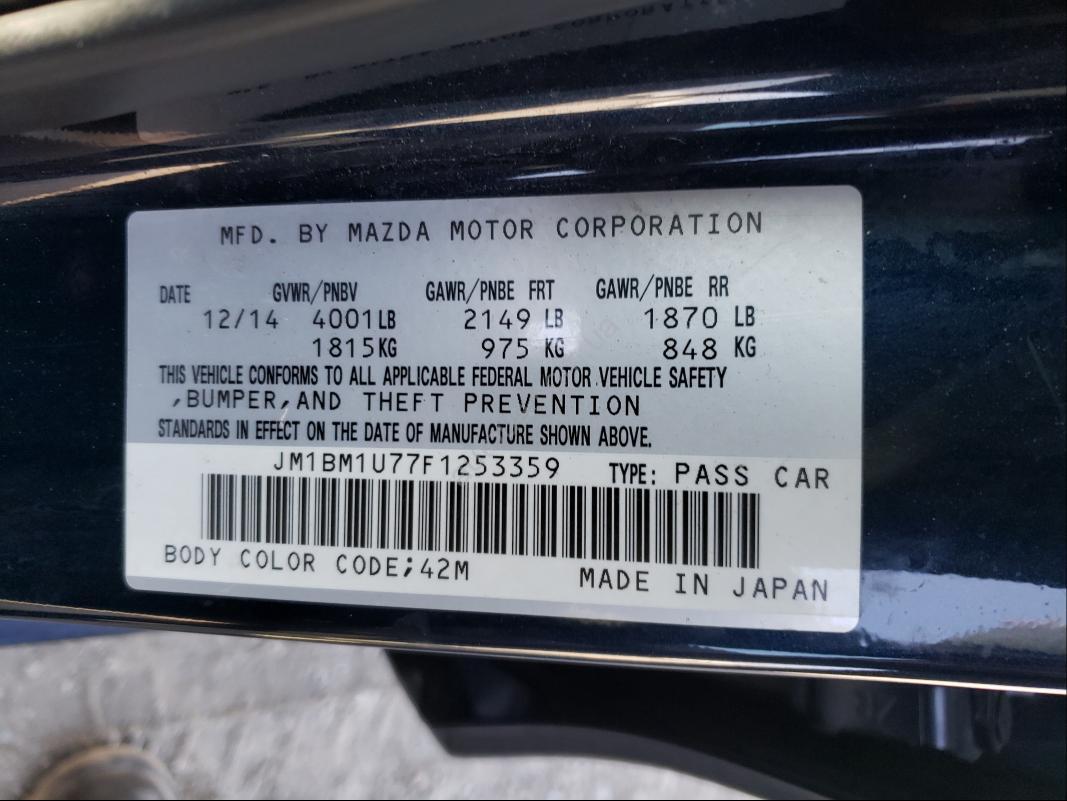 MFD. BY MAZDA MOTOR CORPORATION
DATE GVWR/PNBV GAWR/PNBE FRT GAWR/PNBE RR
12/14 4001LB 2149 LB 1870 LB
1815KG 975 KG 848 KG
THIS VEHICLE CONFORMS TO ALL APPLICABLE FEDERAL MOTOR VEHICLE SAFETY
,BUMPER,AND THEFT PREVENTION
STANDARDS IN EFFECT ON THE DATE OF MANUFACTURE SHOWN ABOVE.
JM1BM1U77F1253359 TYPE: PASS CAR
BODY COLOR CODE;42M
MADE IN JAPAN